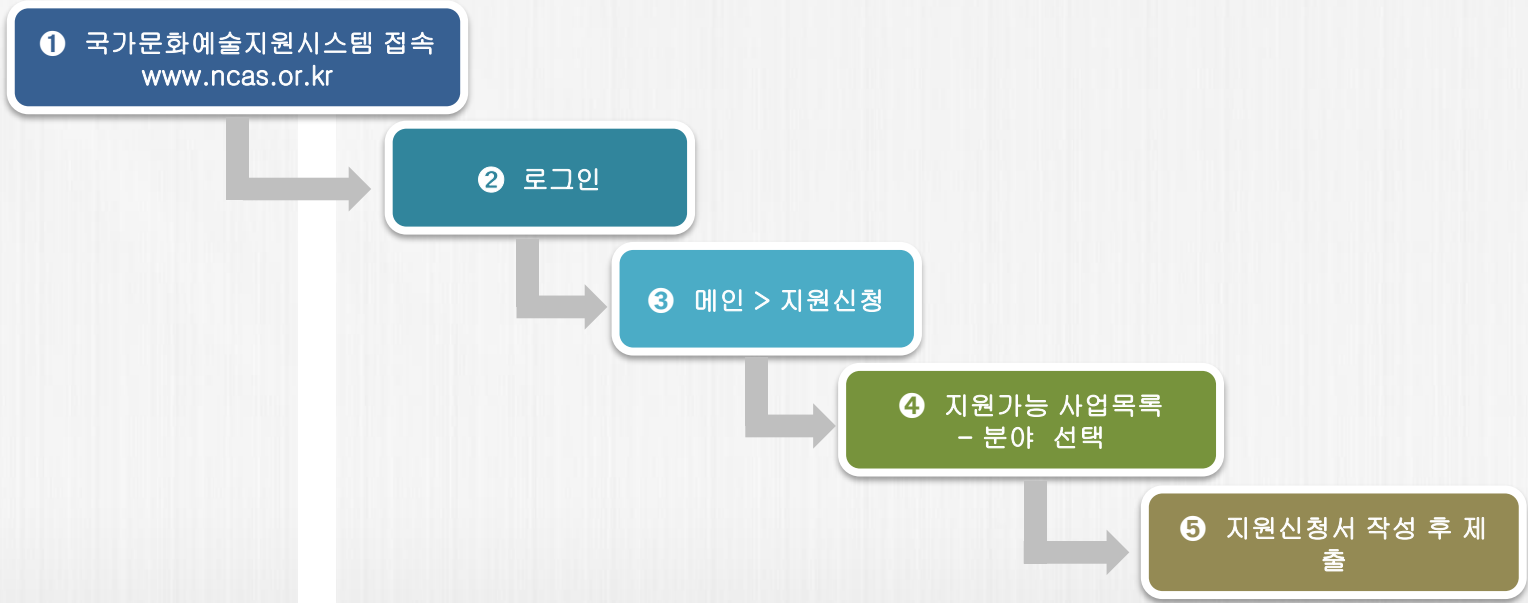 ❶ 국가문화예술지원시스템 접속
www.ncas.or.kr
❷ 로그인
❸ 메인 > 지원신청
❹ 지원가능 사업목록
- 분야 선택
❺ 지원신청서 작성 후 제
출